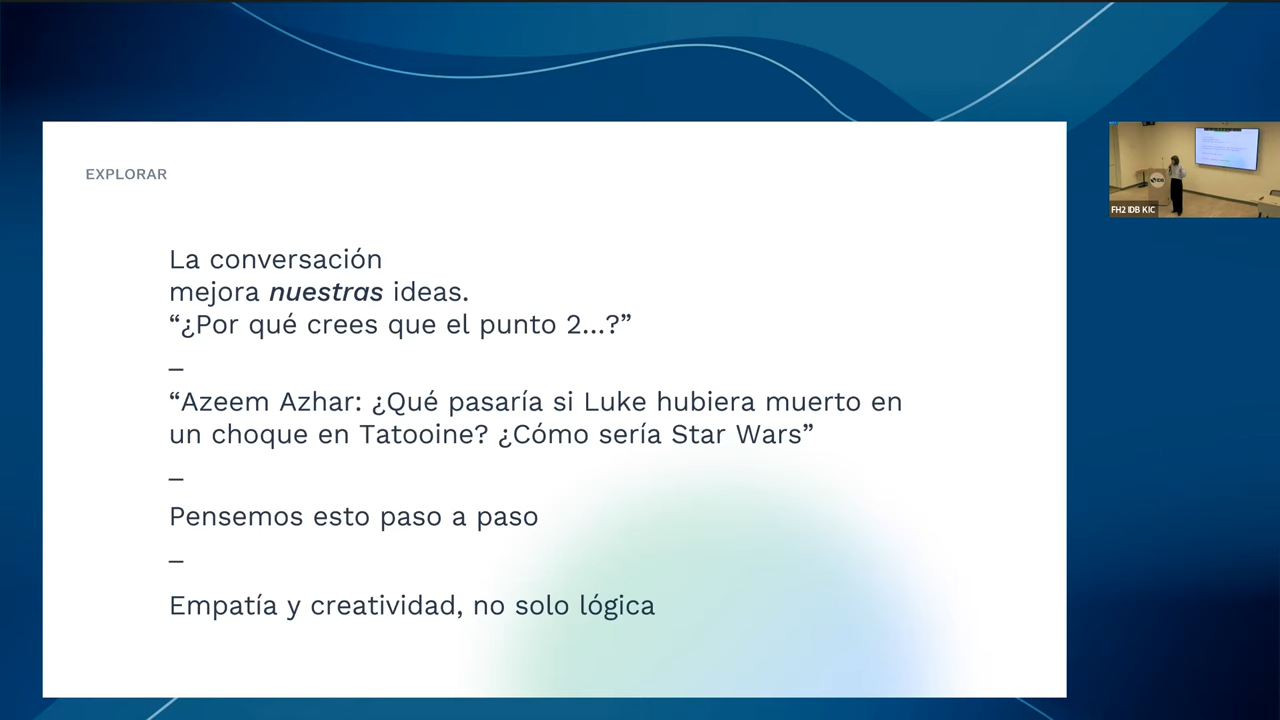 EXPLORAR
La conversación
mejora nuestras ideas.
“¿Por qué crees que el punto 2...?”
–
“Azeem Azhar: ¿Qué pasaría si Luke hubiera muerto en
un choque en Tatooine? ¿Cómo sería Star Wars”
–
Pensemos esto paso a paso
–
Empatía y creatividad, no solo lógica
IDB
FH2 IDB KIC